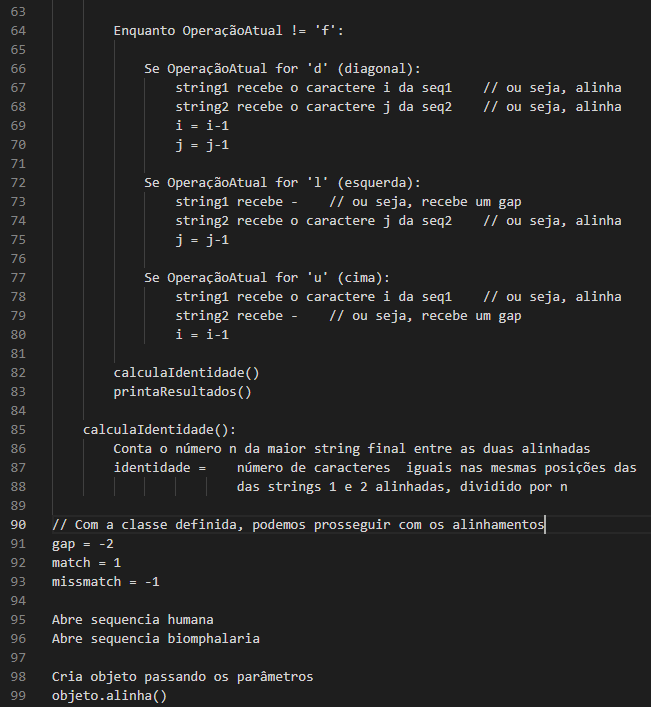 63
64 Enquanto OperaçãoAtual != 'f':
65
66 Se OperaçãoAtual for 'd' (diagonal):
67 string1 recebe o caractere i da seq1 // ou seja, alinha
68 string2 recebe o caractere j da seq2 // ou seja, alinha
69 i = i-1
70 j = j-1
71
72 Se OperaçãoAtual for 'l' (esquerda):
73 string1 recebe - // ou seja, recebe um gap
74 string2 recebe o caractere j da seq2 // ou seja, alinha
75 j = j-1
76
77 Se OperaçãoAtual for 'u' (cima):
78 string1 recebe o caractere i da seq1 // ou seja, alinha
79 string2 recebe - // ou seja, recebe um gap
80 i = i-1
81
82 calculaIdentidade()
83 printaResultados()
84
85 calculaIdentidade():
86 Conta o número n da maior string final entre as duas alinhadas
87 identidade = número de caracteres iguais nas mesmas posições das
88 das strings 1 e 2 alinhadas, dividido por n
89
90 // Com a classe definida, podemos prosseguir com os alinhamentos
91 gap = -2
92 match = 1
93 missmatch = -1
94
95 Abre sequencia humana
96 Abre sequencia biomphalaria
97
98 Cria objeto passando os parâmetros
99 objeto.alinha()